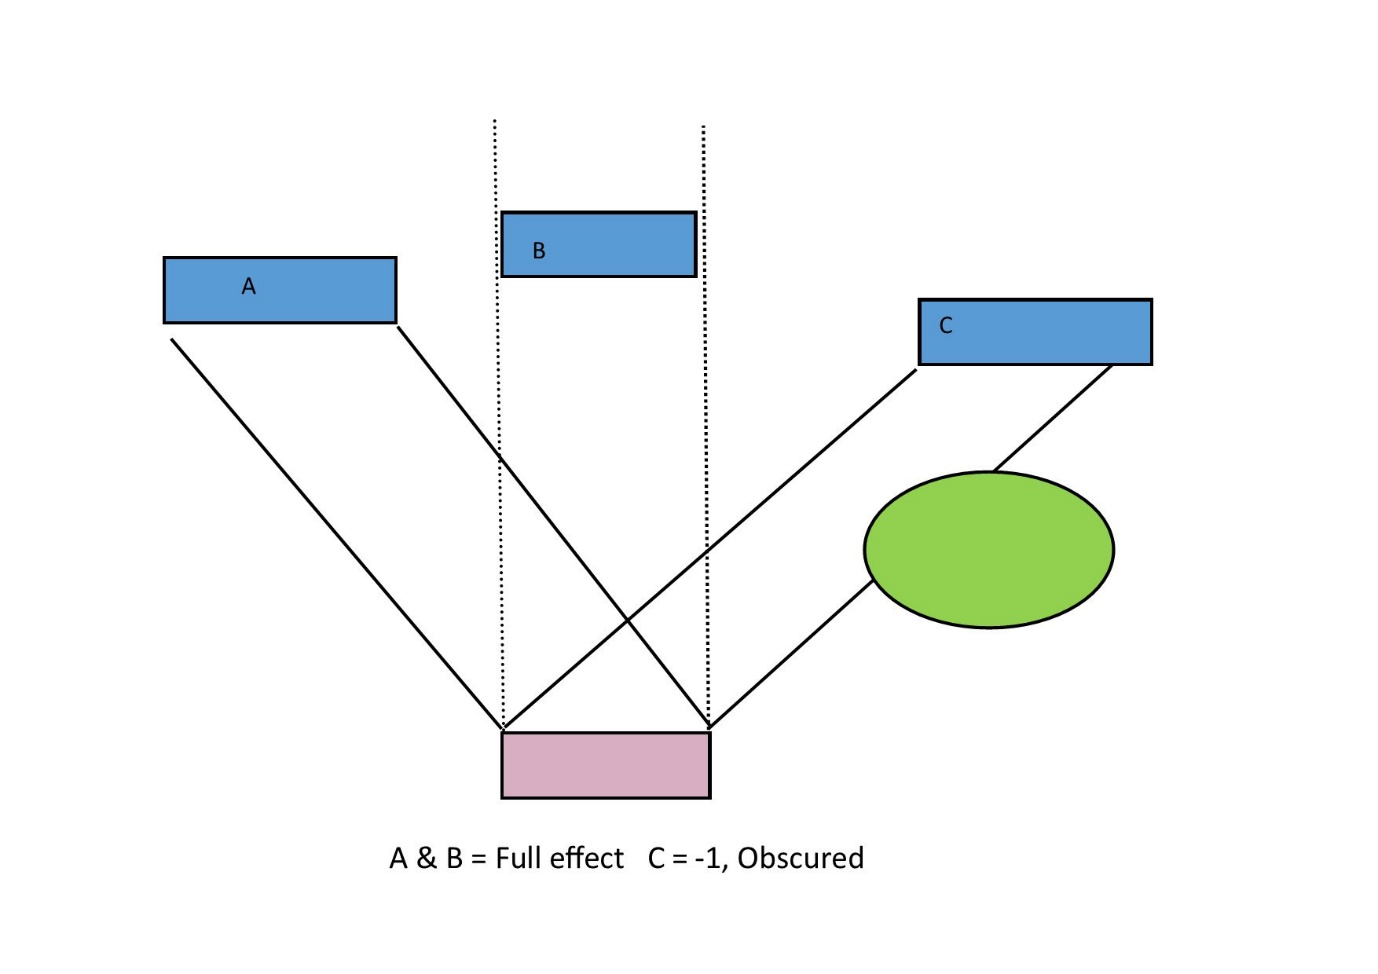 B
A
C
A & B = Full effect   C = -1, Obscured